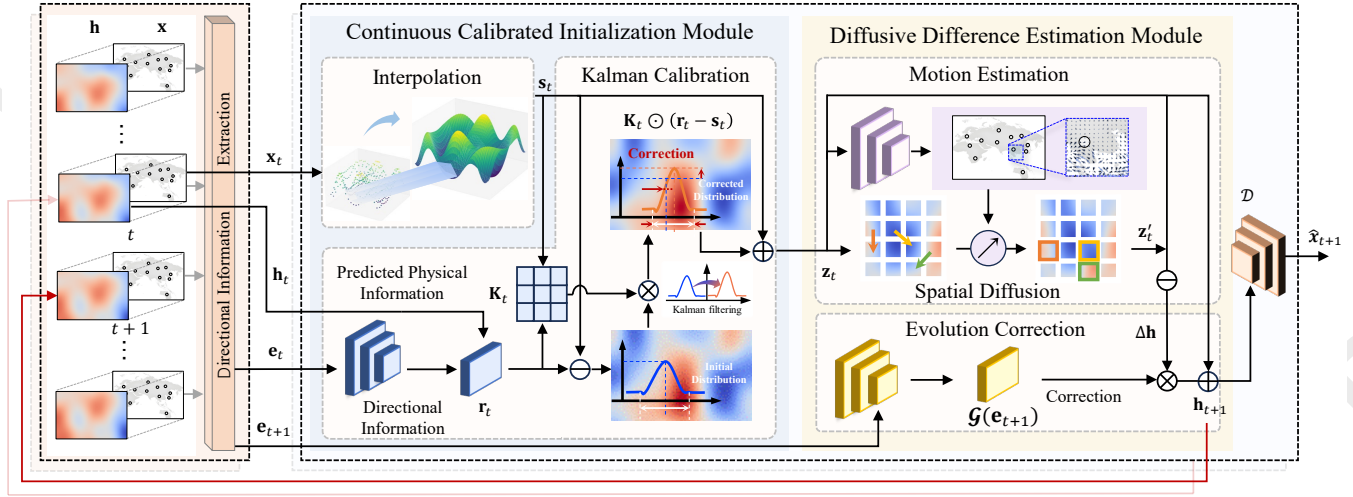 h
x
t
t + 1
Directional Information Extraction
x_t
h_t
e_t
e_{t+1}
Continuous Calibrated Initialization Module
Interpolation
s_t
Kalman Calibration
K_t ⊙ (r_t − s_t)
Correction
Corrected
Distribution
Predicted Physical
Information
K_t
Kalman filtering
Initial
Distribution
Directional
Information
r_t
Diffusive Difference Estimation Module
Motion Estimation
z_t
z′_t
Spatial Diffusion
Evolution Correction
Δh
𝓖(e_{t+1})
Correction
h_{t+1}
𝒟
x̂_{t+1}